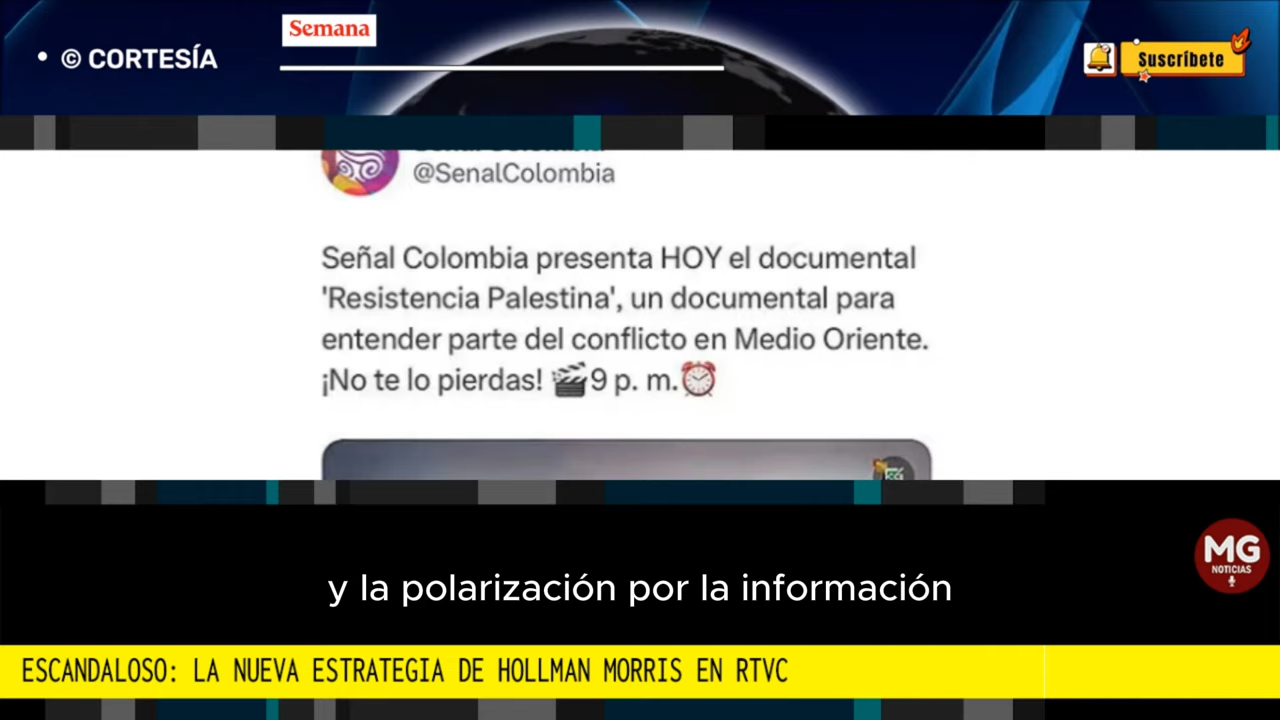 Semana
• © CORTESÍA
Suscríbete
@SenalColombia
Señal Colombia presenta HOY el documental
'Resistencia Palestina', un documental para
entender parte del conflicto en Medio Oriente.
¡No te lo pierdas! 🎬9 p. m.⏰
MG
NOTICIAS
y la polarización por la información
ESCANDALOSO: LA NUEVA ESTRATEGIA DE HOLLMAN MORRIS EN RTVC